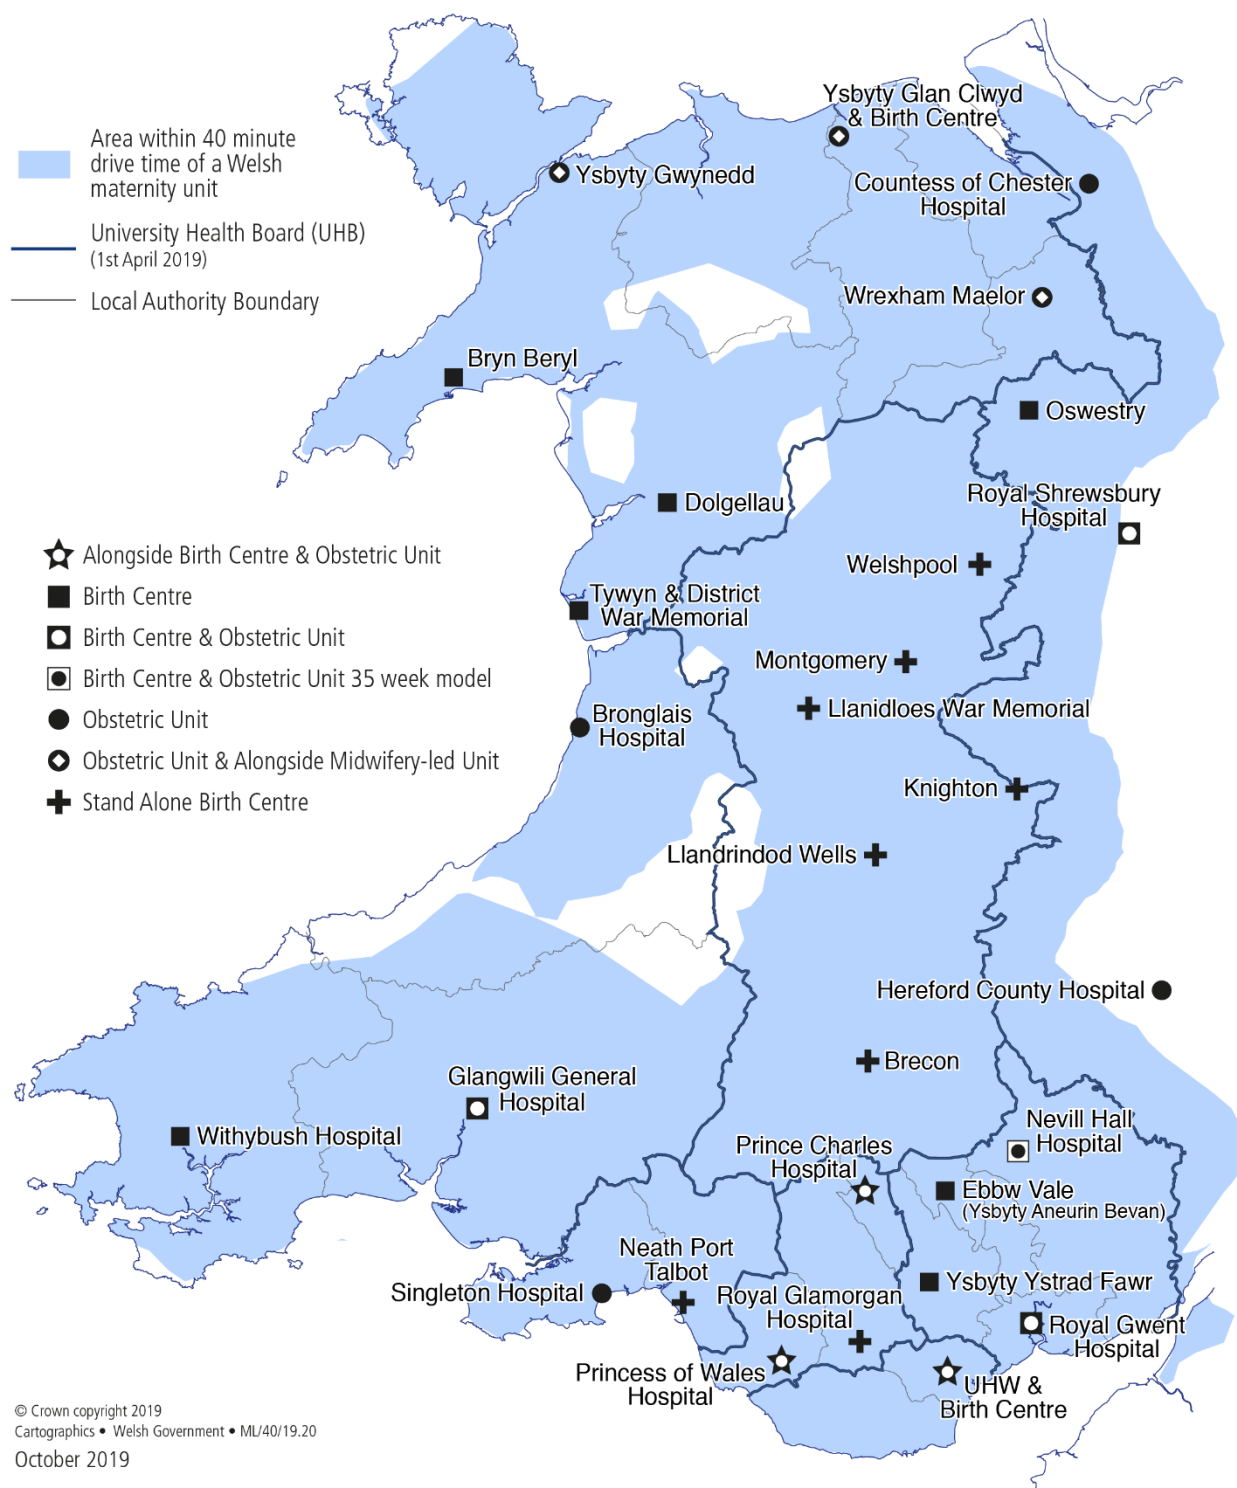 Area within 40 minute
drive time of a Welsh
maternity unit
University Health Board (UHB)
(1st April 2019)
Local Authority Boundary
Ysbyty Glan Clwyd
& Birth Centre
Ysbyty Gwynedd
Countess of Chester
Hospital
Wrexham Maelor
Bryn Beryl
Oswestry
Royal Shrewsbury
Hospital
Dolgellau
Alongside Birth Centre & Obstetric Unit
Birth Centre
Birth Centre & Obstetric Unit
Birth Centre & Obstetric Unit 35 week model
Obstetric Unit
Obstetric Unit & Alongside Midwifery-led Unit
Stand Alone Birth Centre
Welshpool
Tywyn & District
War Memorial
Montgomery
Llanidloes War Memorial
Bronglais
Hospital
Knighton
Llandrindod Wells
Hereford County Hospital
Brecon
Glangwili General
Hospital
Withybush Hospital
Nevill Hall
Hospital
Prince Charles
Hospital
Ebbw Vale
(Ysbyty Aneurin Bevan)
Neath Port
Talbot
Singleton Hospital
Ysbyty Ystrad Fawr
Royal Glamorgan
Hospital
Royal Gwent
Hospital
Princess of Wales
Hospital
UHW &
Birth Centre
© Crown copyright 2019
Cartographics • Welsh Government • ML/40/19.20
October 2019